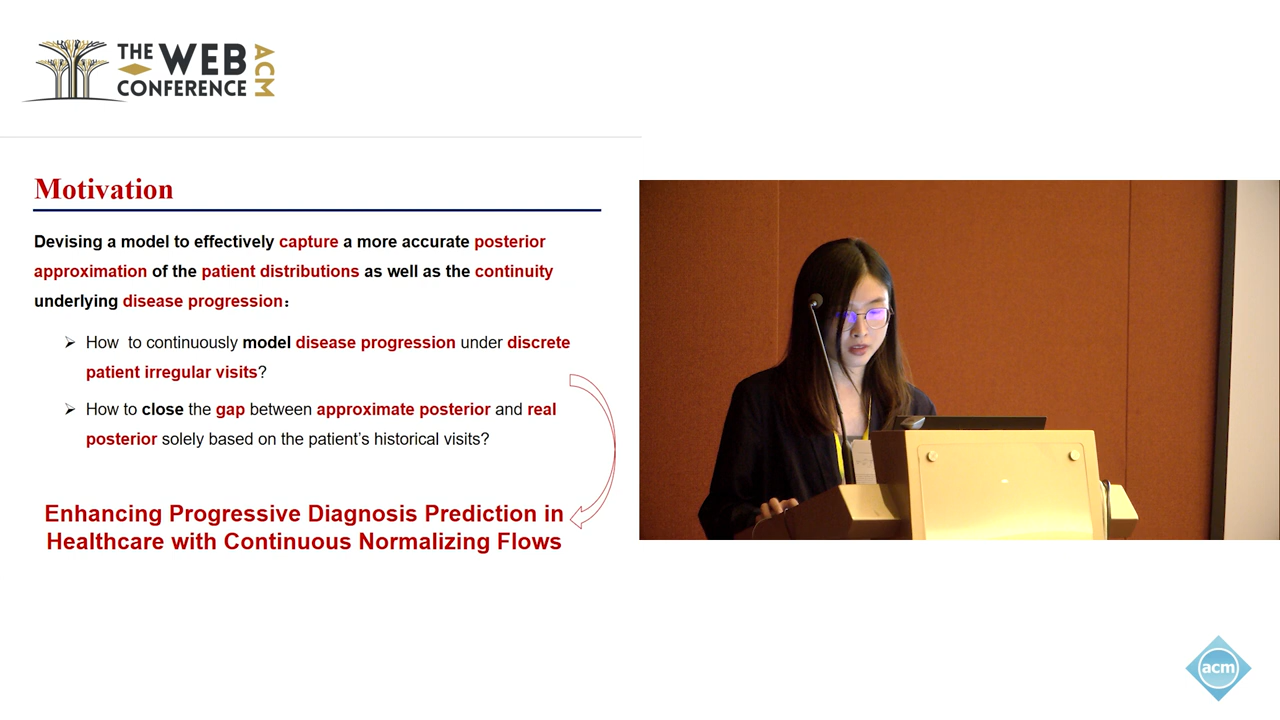 THE WEB
CONFERENCE
ACM
Motivation
Devising a model to effectively capture a more accurate posterior
approximation of the patient distributions as well as the continuity
underlying disease progression：
➢ How to continuously model disease progression under discrete
patient irregular visits?
➢ How to close the gap between approximate posterior and real
posterior solely based on the patient’s historical visits?
Enhancing Progressive Diagnosis Prediction in
Healthcare with Continuous Normalizing Flows
acm